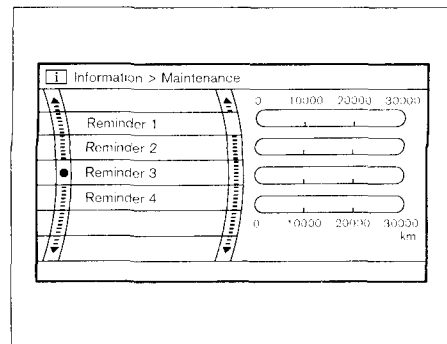 i Information > Maintenance
0 10000 20000 30000
Reminder 1
Reminder 2
Reminder 3
Reminder 4
0 10000 20000 30000
km